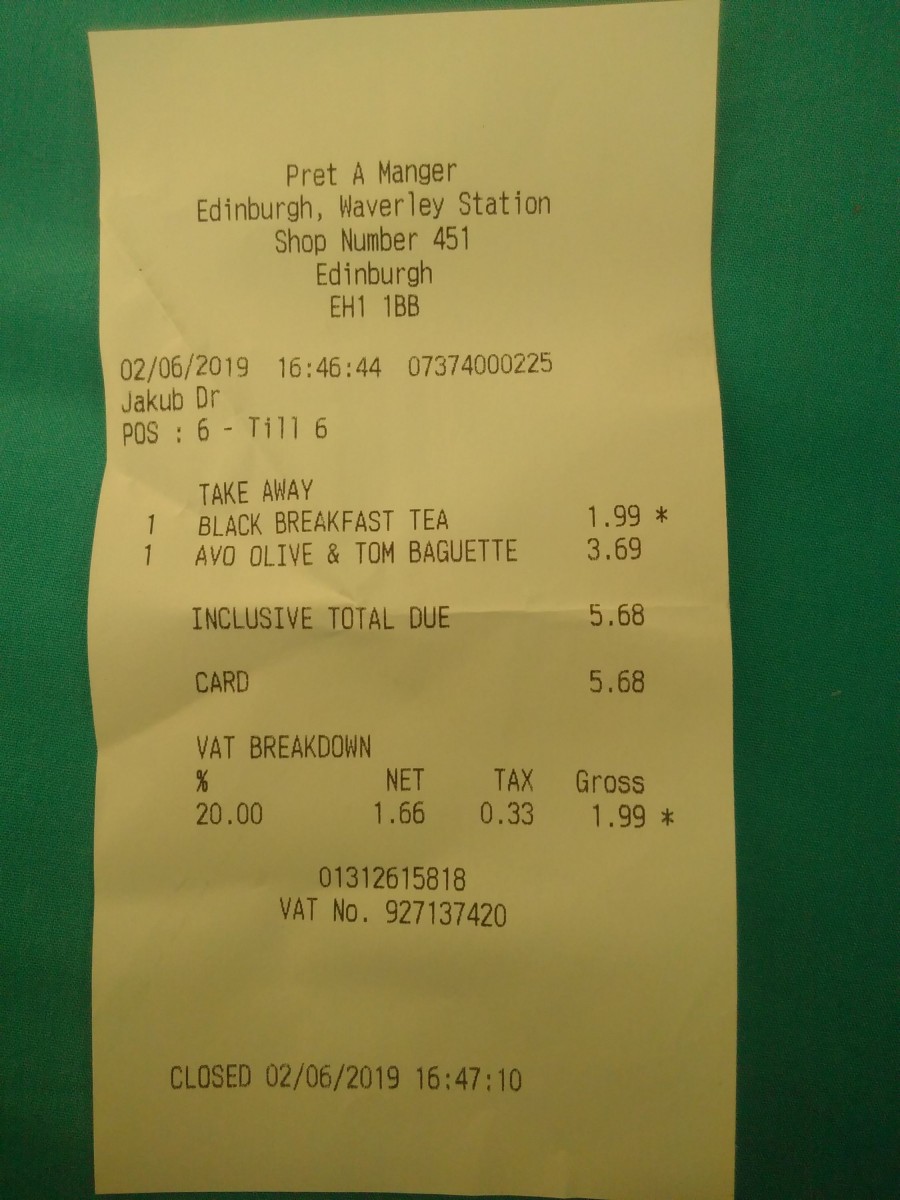 Pret A Manger
Edinburgh, Waverley Station
Shop Number 451
Edinburgh
EH1 1BB
02/06/2019 16:46:44 07374000225
Jakub Dr
POS : 6 - Till 6
TAKE AWAY
1 BLACK BREAKFAST TEA 1.99 *
1 AVO OLIVE & TOM BAGUETTE 3.69
INCLUSIVE TOTAL DUE 5.68
CARD 5.68
VAT BREAKDOWN
% NET TAX Gross
20.00 1.66 0.33 1.99 *
01312615818
VAT No. 927137420
CLOSED 02/06/2019 16:47:10